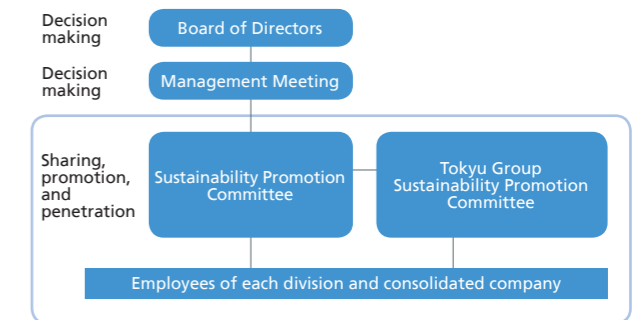 Decision
making
Board of Directors
Decision
making
Management Meeting
Sharing,
promotion,
and
penetration
Sustainability Promotion
Committee
Tokyu Group
Sustainability Promotion
Committee
Employees of each division and consolidated company